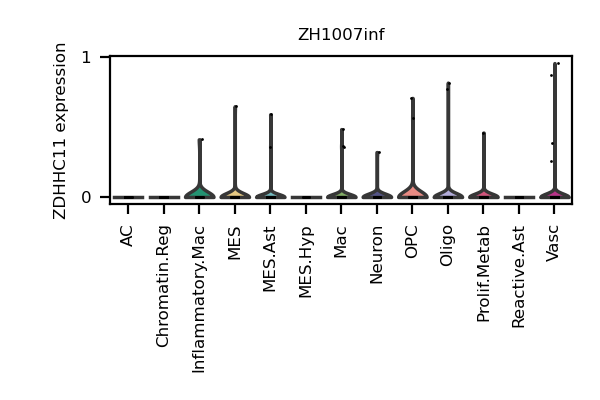 ZH1007inf
ZDHHC11 expression
1
0
AC
Chromatin.Reg
Inflammatory.Mac
MES
MES.Ast
MES.Hyp
Mac
Neuron
OPC
Oligo
Prolif.Metab
Reactive.Ast
Vasc